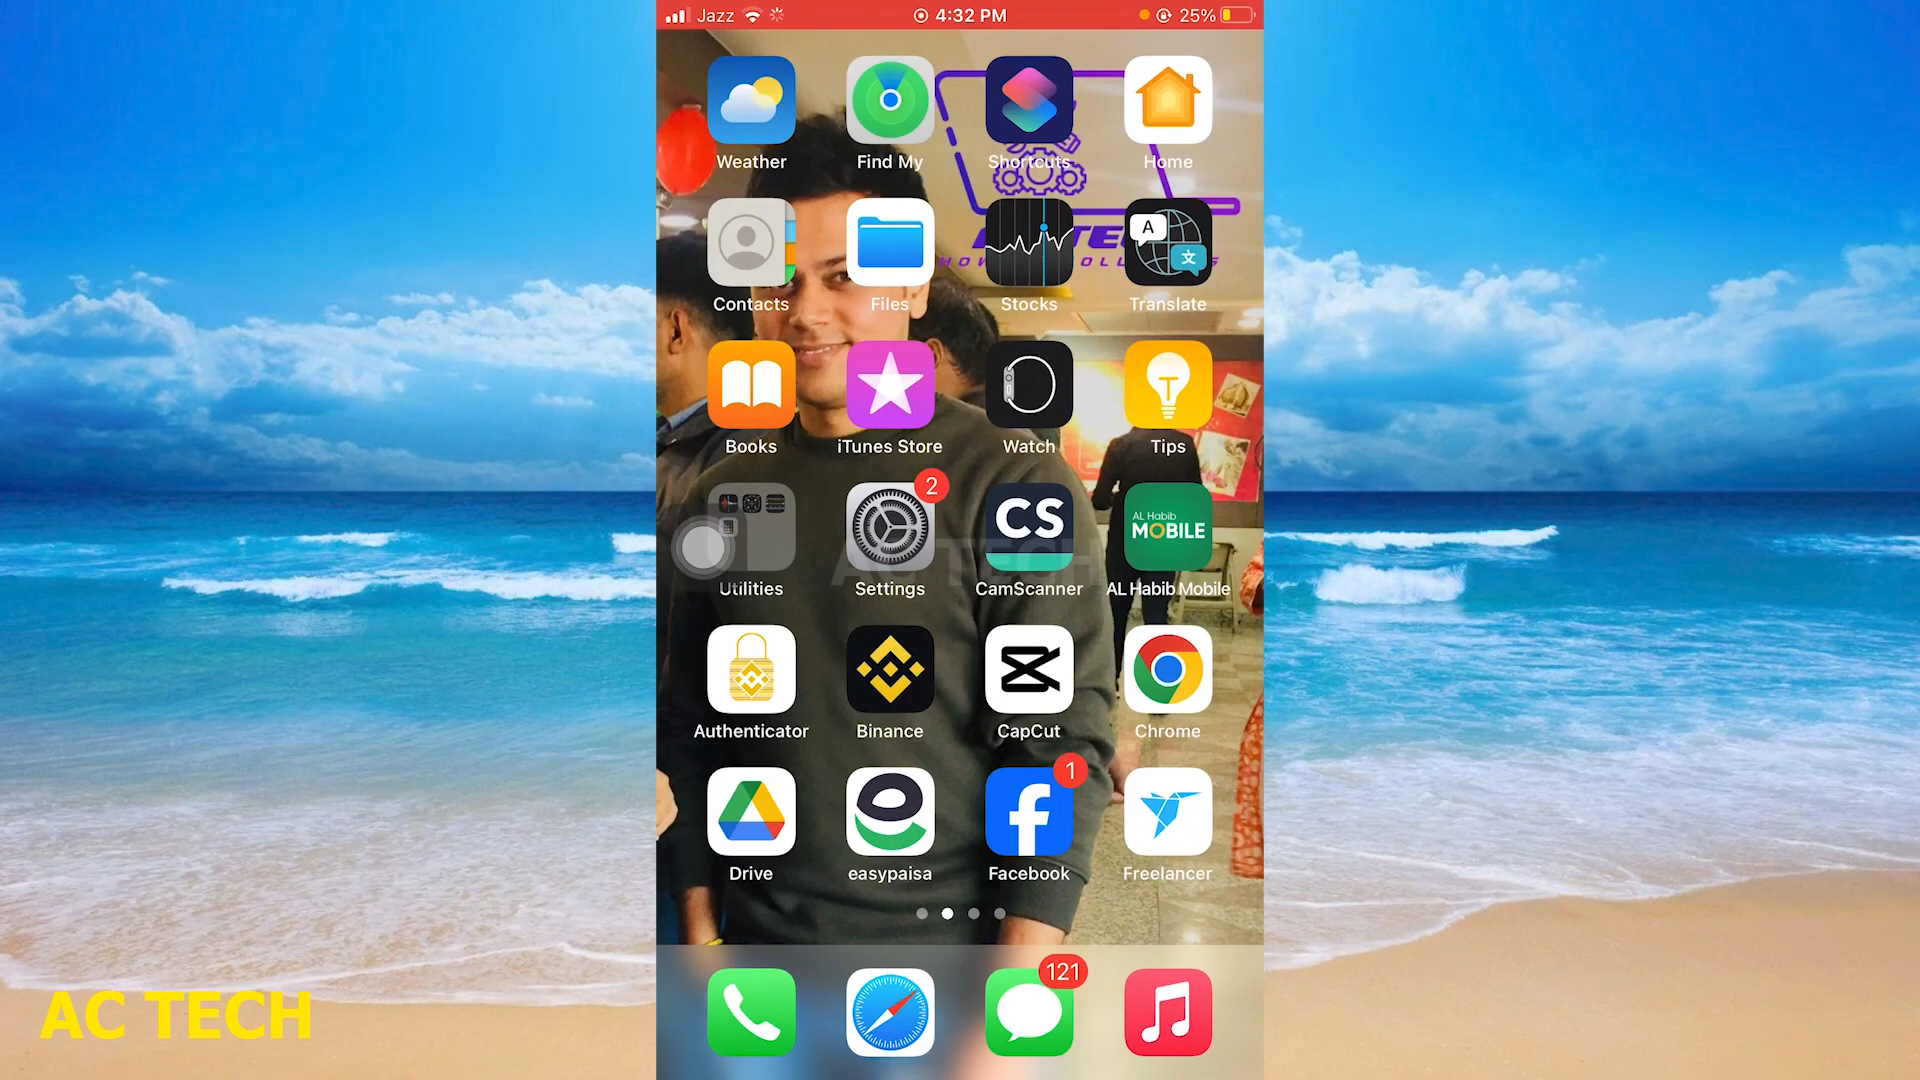 Jazz 4:32 PM 25%
Weather Find My Shortcuts Home
A 文
Contacts Files Stocks Translate
Books iTunes Store Watch Tips
2
CS AL Habib
MOBILE
AC TECH
Utilities Settings CamScanner AL Habib Mobile
Authenticator Binance CapCut Chrome
1
Drive easypaisa Facebook Freelancer
121
AC TECH